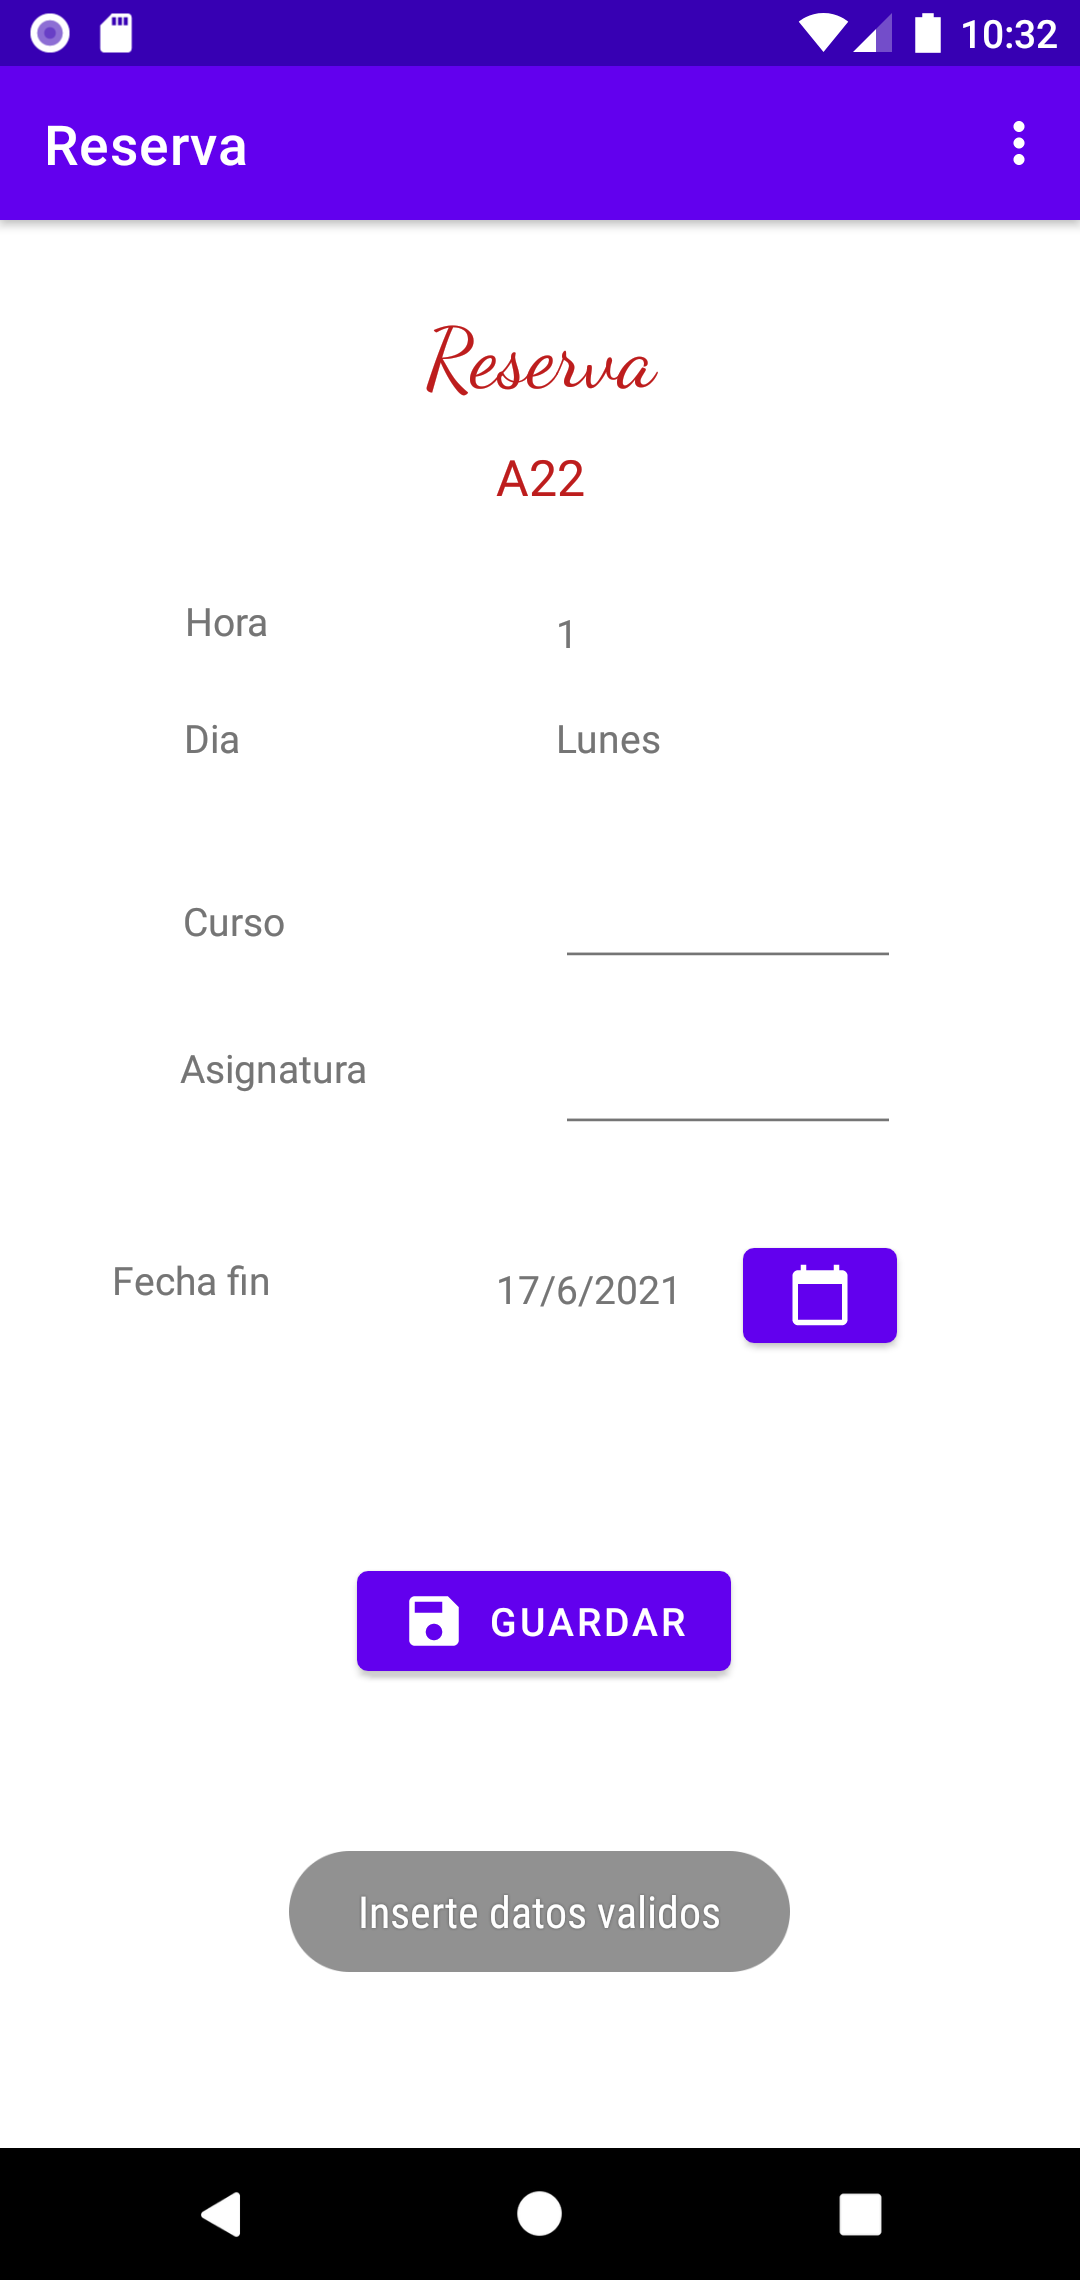 10:32
Reserva
Reserva
A22
Hora 1
Dia Lunes
Curso
Asignatura
Fecha fin 17/6/2021
GUARDAR
Inserte datos validos